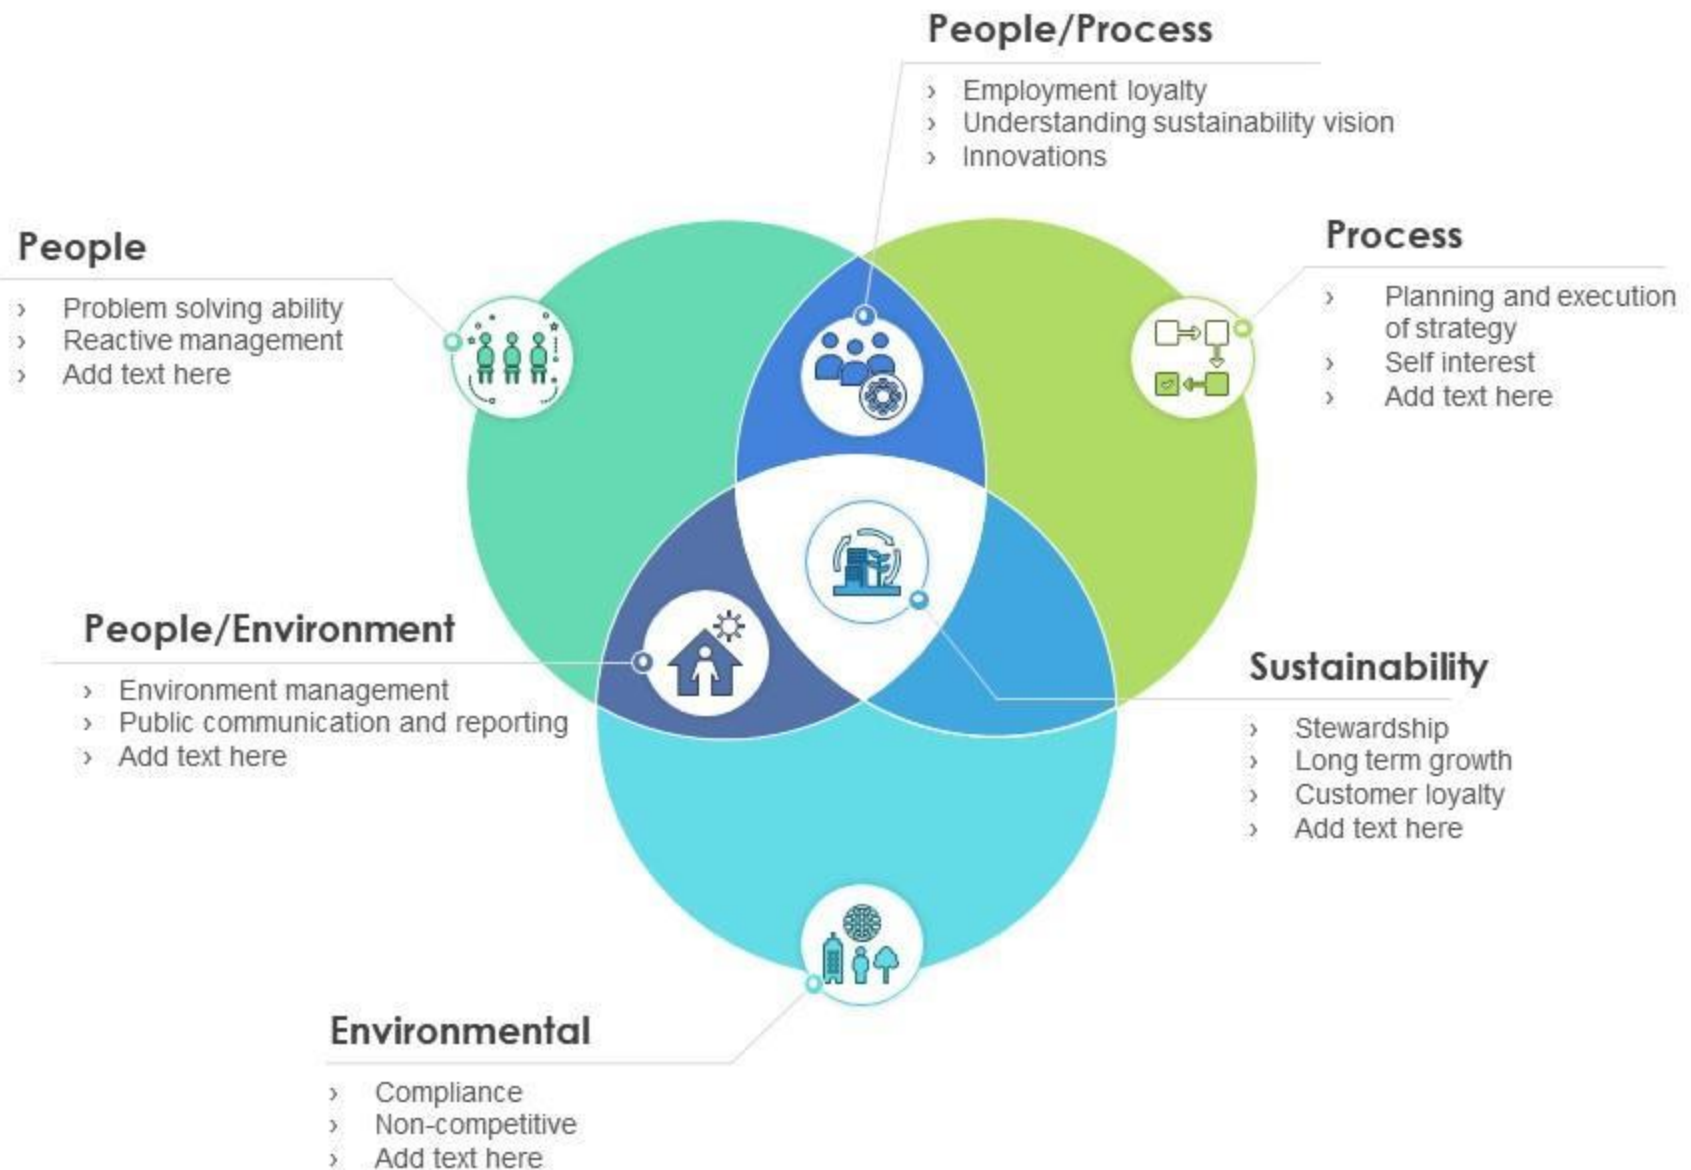 People/Process
› Employment loyalty
› Understanding sustainability vision
› Innovations
People
› Problem solving ability
› Reactive management
› Add text here
Process
› Planning and execution
of strategy
› Self interest
› Add text here
People/Environment
› Environment management
› Public communication and reporting
› Add text here
Sustainability
› Stewardship
› Long term growth
› Customer loyalty
› Add text here
Environmental
› Compliance
› Non-competitive
› Add text here